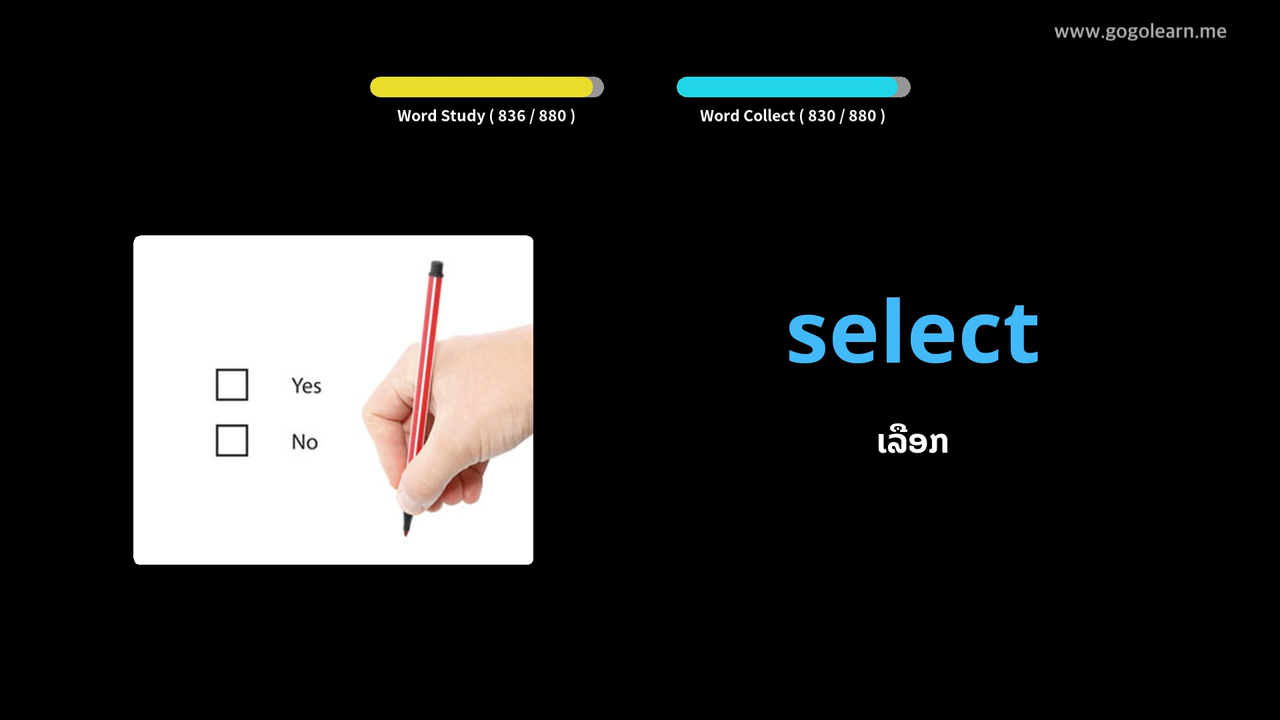 www.gogolearn.me
Word Study ( 836 / 880 )
Word Collect ( 830 / 880 )
Yes
No
select
ເລືອກ